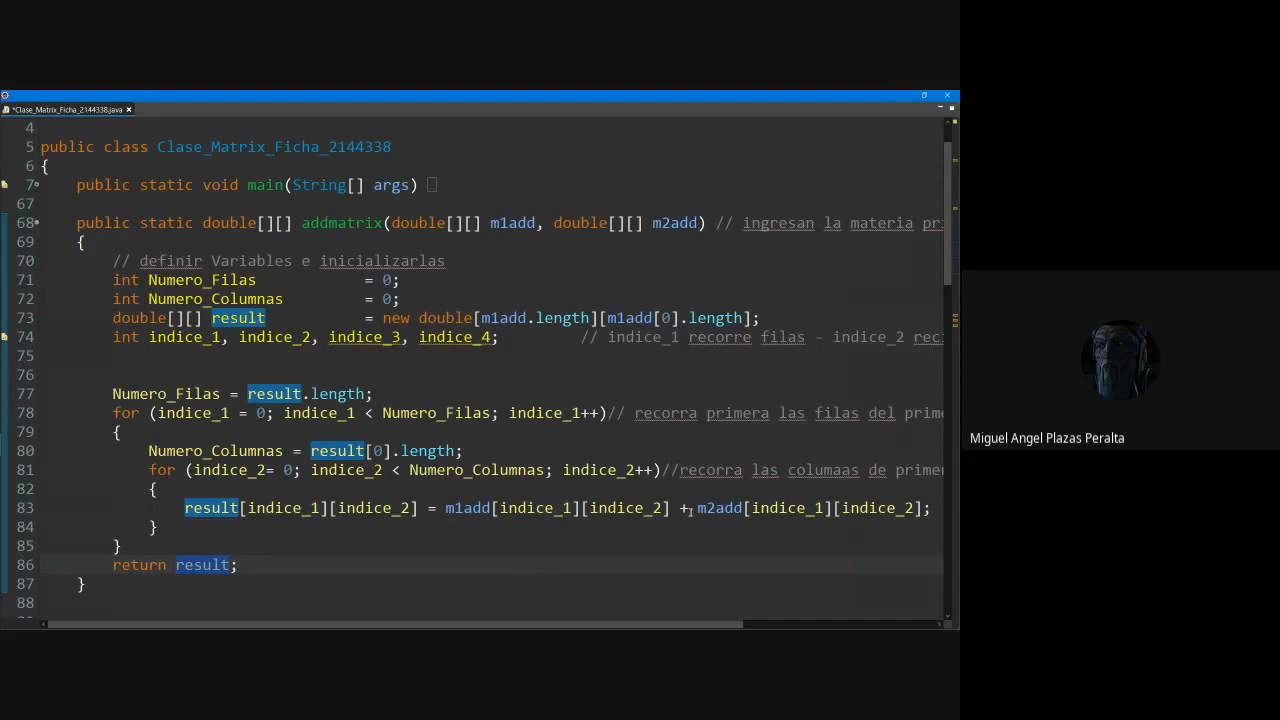 *Clase_Matrix_Ficha_2144338.java
4
5 public class Clase_Matrix_Ficha_2144338
6 {
7 public static void main(String[] args)
67
68 public static double[][] addmatrix(double[][] m1add, double[][] m2add) // ingresan la materia pri
69 {
70 // definir Variables e inicializarlas
71 int Numero_Filas = 0;
72 int Numero_Columnas = 0;
73 double[][] result = new double[m1add.length][m1add[0].length];
74 int indice_1, indice_2, indice_3, indice_4; // indice_1 recorre filas - indice_2 reci
75
76
77 Numero_Filas = result.length;
78 for (indice_1 = 0; indice_1 < Numero_Filas; indice_1++)// recorra primera las filas del prime
79 {
80 Numero_Columnas = result[0].length;
81 for (indice_2= 0; indice_2 < Numero_Columnas; indice_2++)//recorra las columaas de primer
82 {
83 result[indice_1][indice_2] = m1add[indice_1][indice_2] + m2add[indice_1][indice_2];
84 }
85 }
86 return result;
87 }
88
Miguel Angel Plazas Peralta